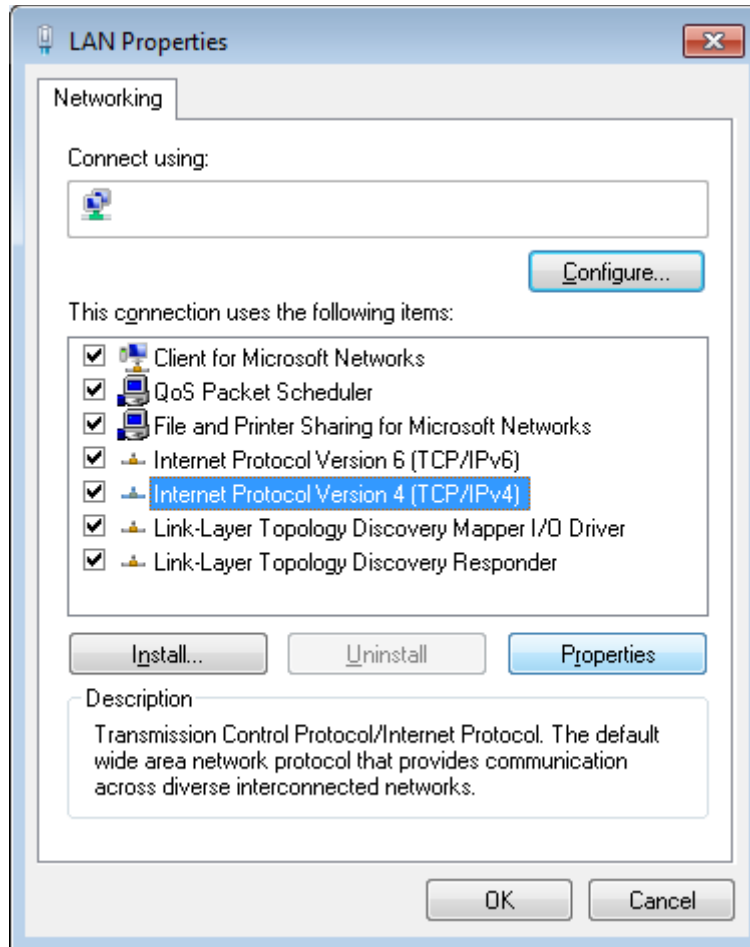 LAN Properties
Networking
Connect using:
Configure...
This connection uses the following items:
Client for Microsoft Networks
QoS Packet Scheduler
File and Printer Sharing for Microsoft Networks
Internet Protocol Version 6 (TCP/IPv6)
Internet Protocol Version 4 (TCP/IPv4)
Link-Layer Topology Discovery Mapper I/O Driver
Link-Layer Topology Discovery Responder
Install... Uninstall Properties
Description
Transmission Control Protocol/Internet Protocol. The default
wide area network protocol that provides communication
across diverse interconnected networks.
OK Cancel